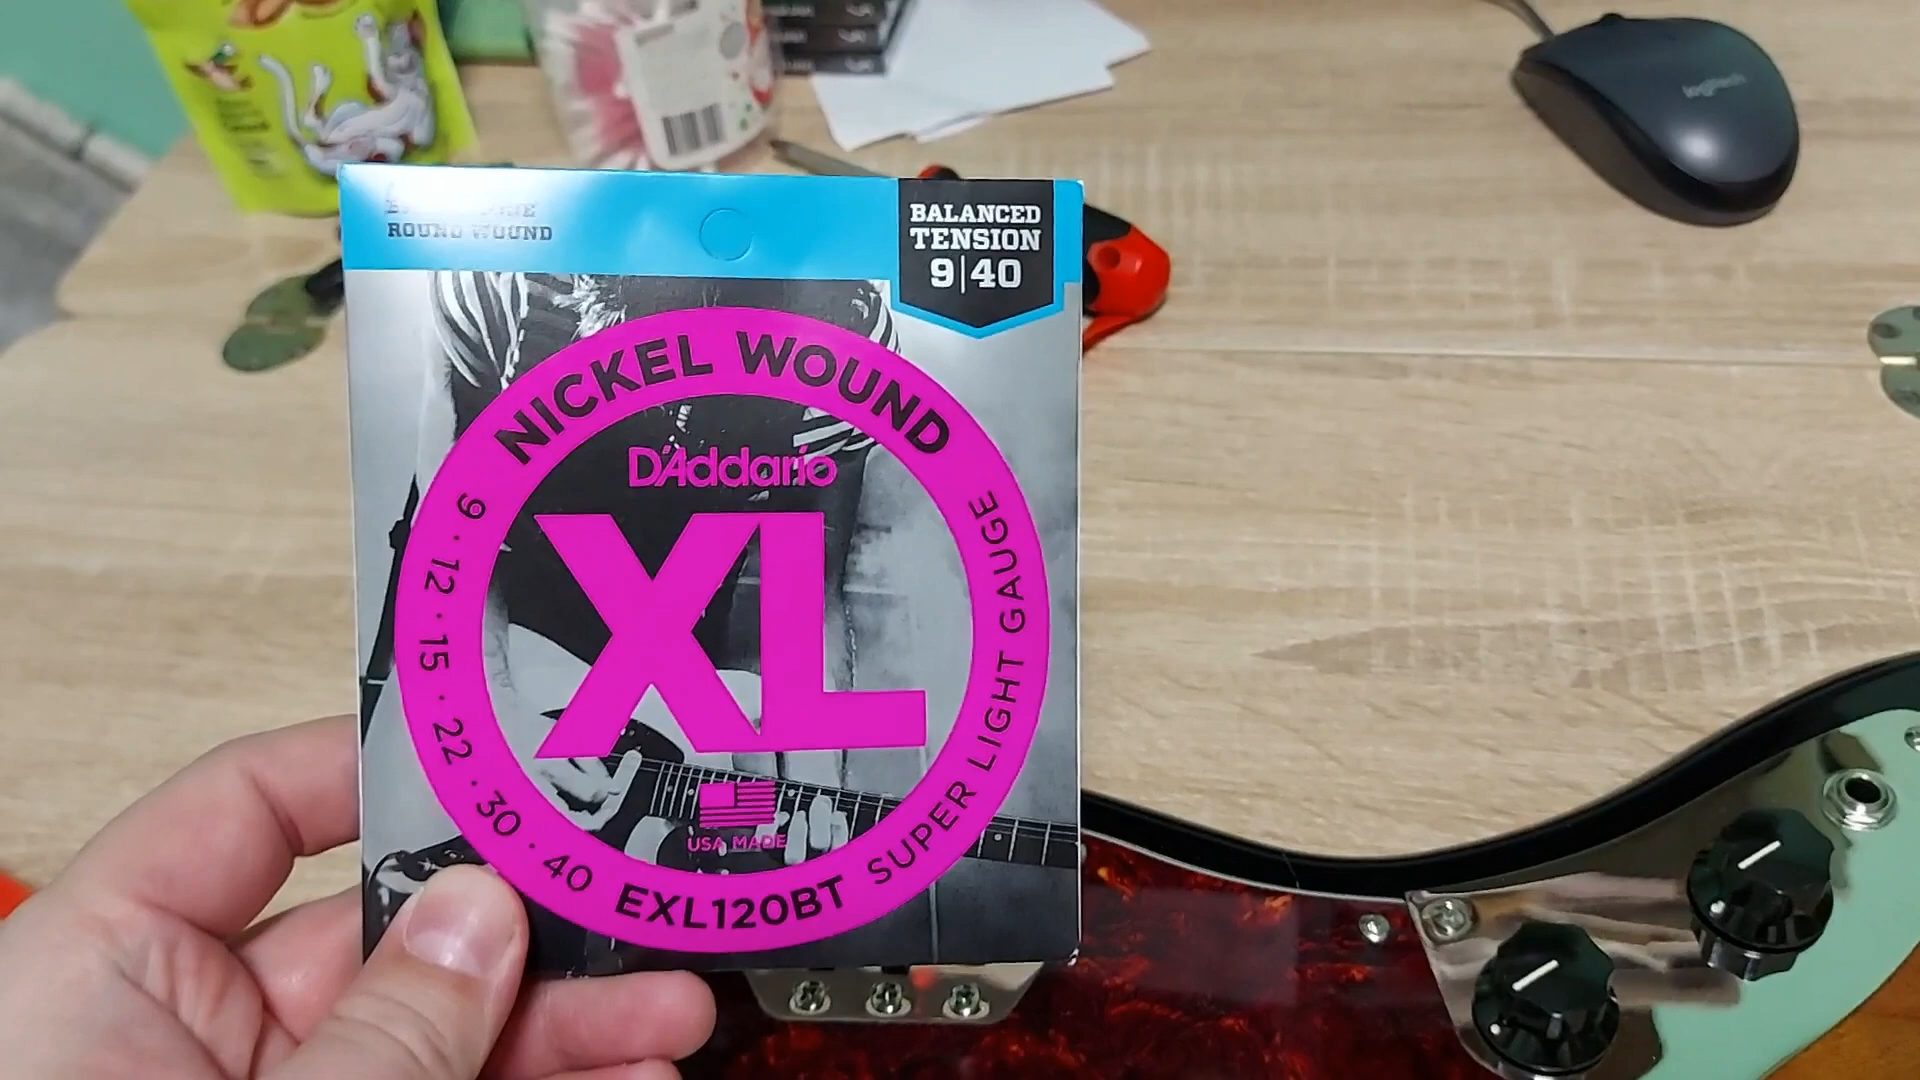 logitech
ROUND WOUND
BALANCED
TENSION
9|40
NICKEL WOUND
D'Addario
XL
9 · 12 · 15 · 22 · 30 · 40
EXL120BT
SUPER LIGHT GAUGE
USA MADE